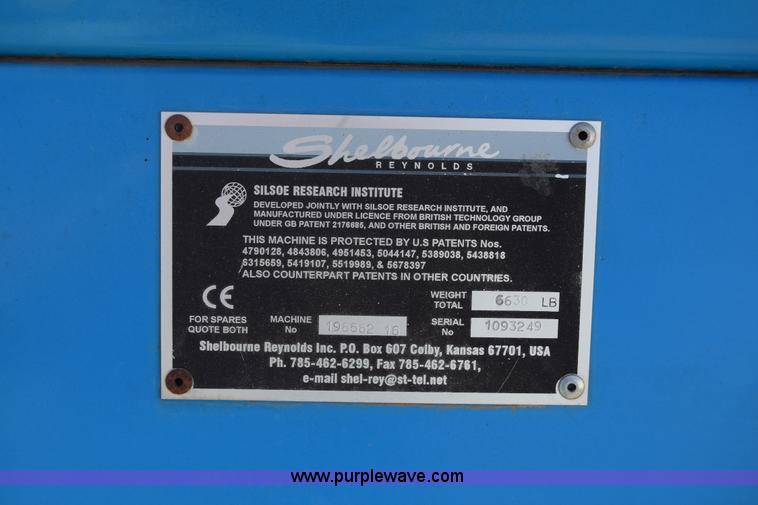 Shelbourne
REYNOLDS
SILSOE RESEARCH INSTITUTE
DEVELOPED JOINTLY WITH SILSOE RESEARCH INSTITUTE, AND
MANUFACTURED UNDER LICENCE FROM BRITISH TECHNOLOGY GROUP
UNDER GB PATENT 2176685, AND OTHER BRITISH AND FOREIGN PATENTS.
THIS MACHINE IS PROTECTED BY U.S PATENTS Nos.
4790128, 4843806, 4951453, 5044147, 5389038, 5438818
6315659, 5419107, 5519989, & 5678397
ALSO COUNTERPART PATENTS IN OTHER COUNTRIES.
CE
WEIGHT TOTAL 6630 LB
FOR SPARES QUOTE BOTH
MACHINE No 196562 16
SERIAL No 1093249
Shelbourne Reynolds Inc. P.O. Box 607 Colby, Kansas 67701, USA
Ph. 785-462-6299, Fax 785-462-6761,
e-mail shel-rey@st-tel.net
www.purplewave.com